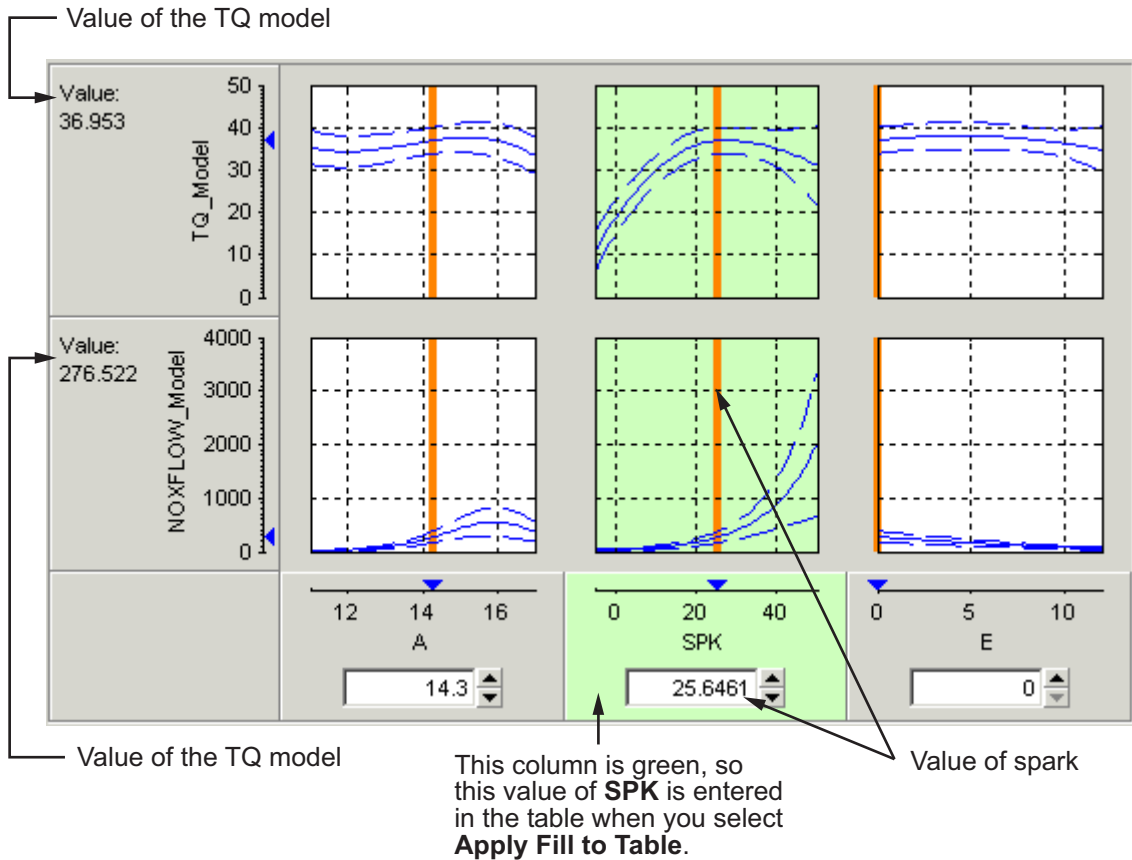 Value of the TQ model
Value:
36.953
TQ_Model
50
40
30
20
10
0
Value:
276.522
NOXFLOW_Model
4000
3000
2000
1000
0
12 14 16
A
14.3
0 20 40
SPK
25.6461
0 5 10
E
0
Value of the TQ model
This column is green, so
this value of SPK is entered
in the table when you select
Apply Fill to Table.
Value of spark